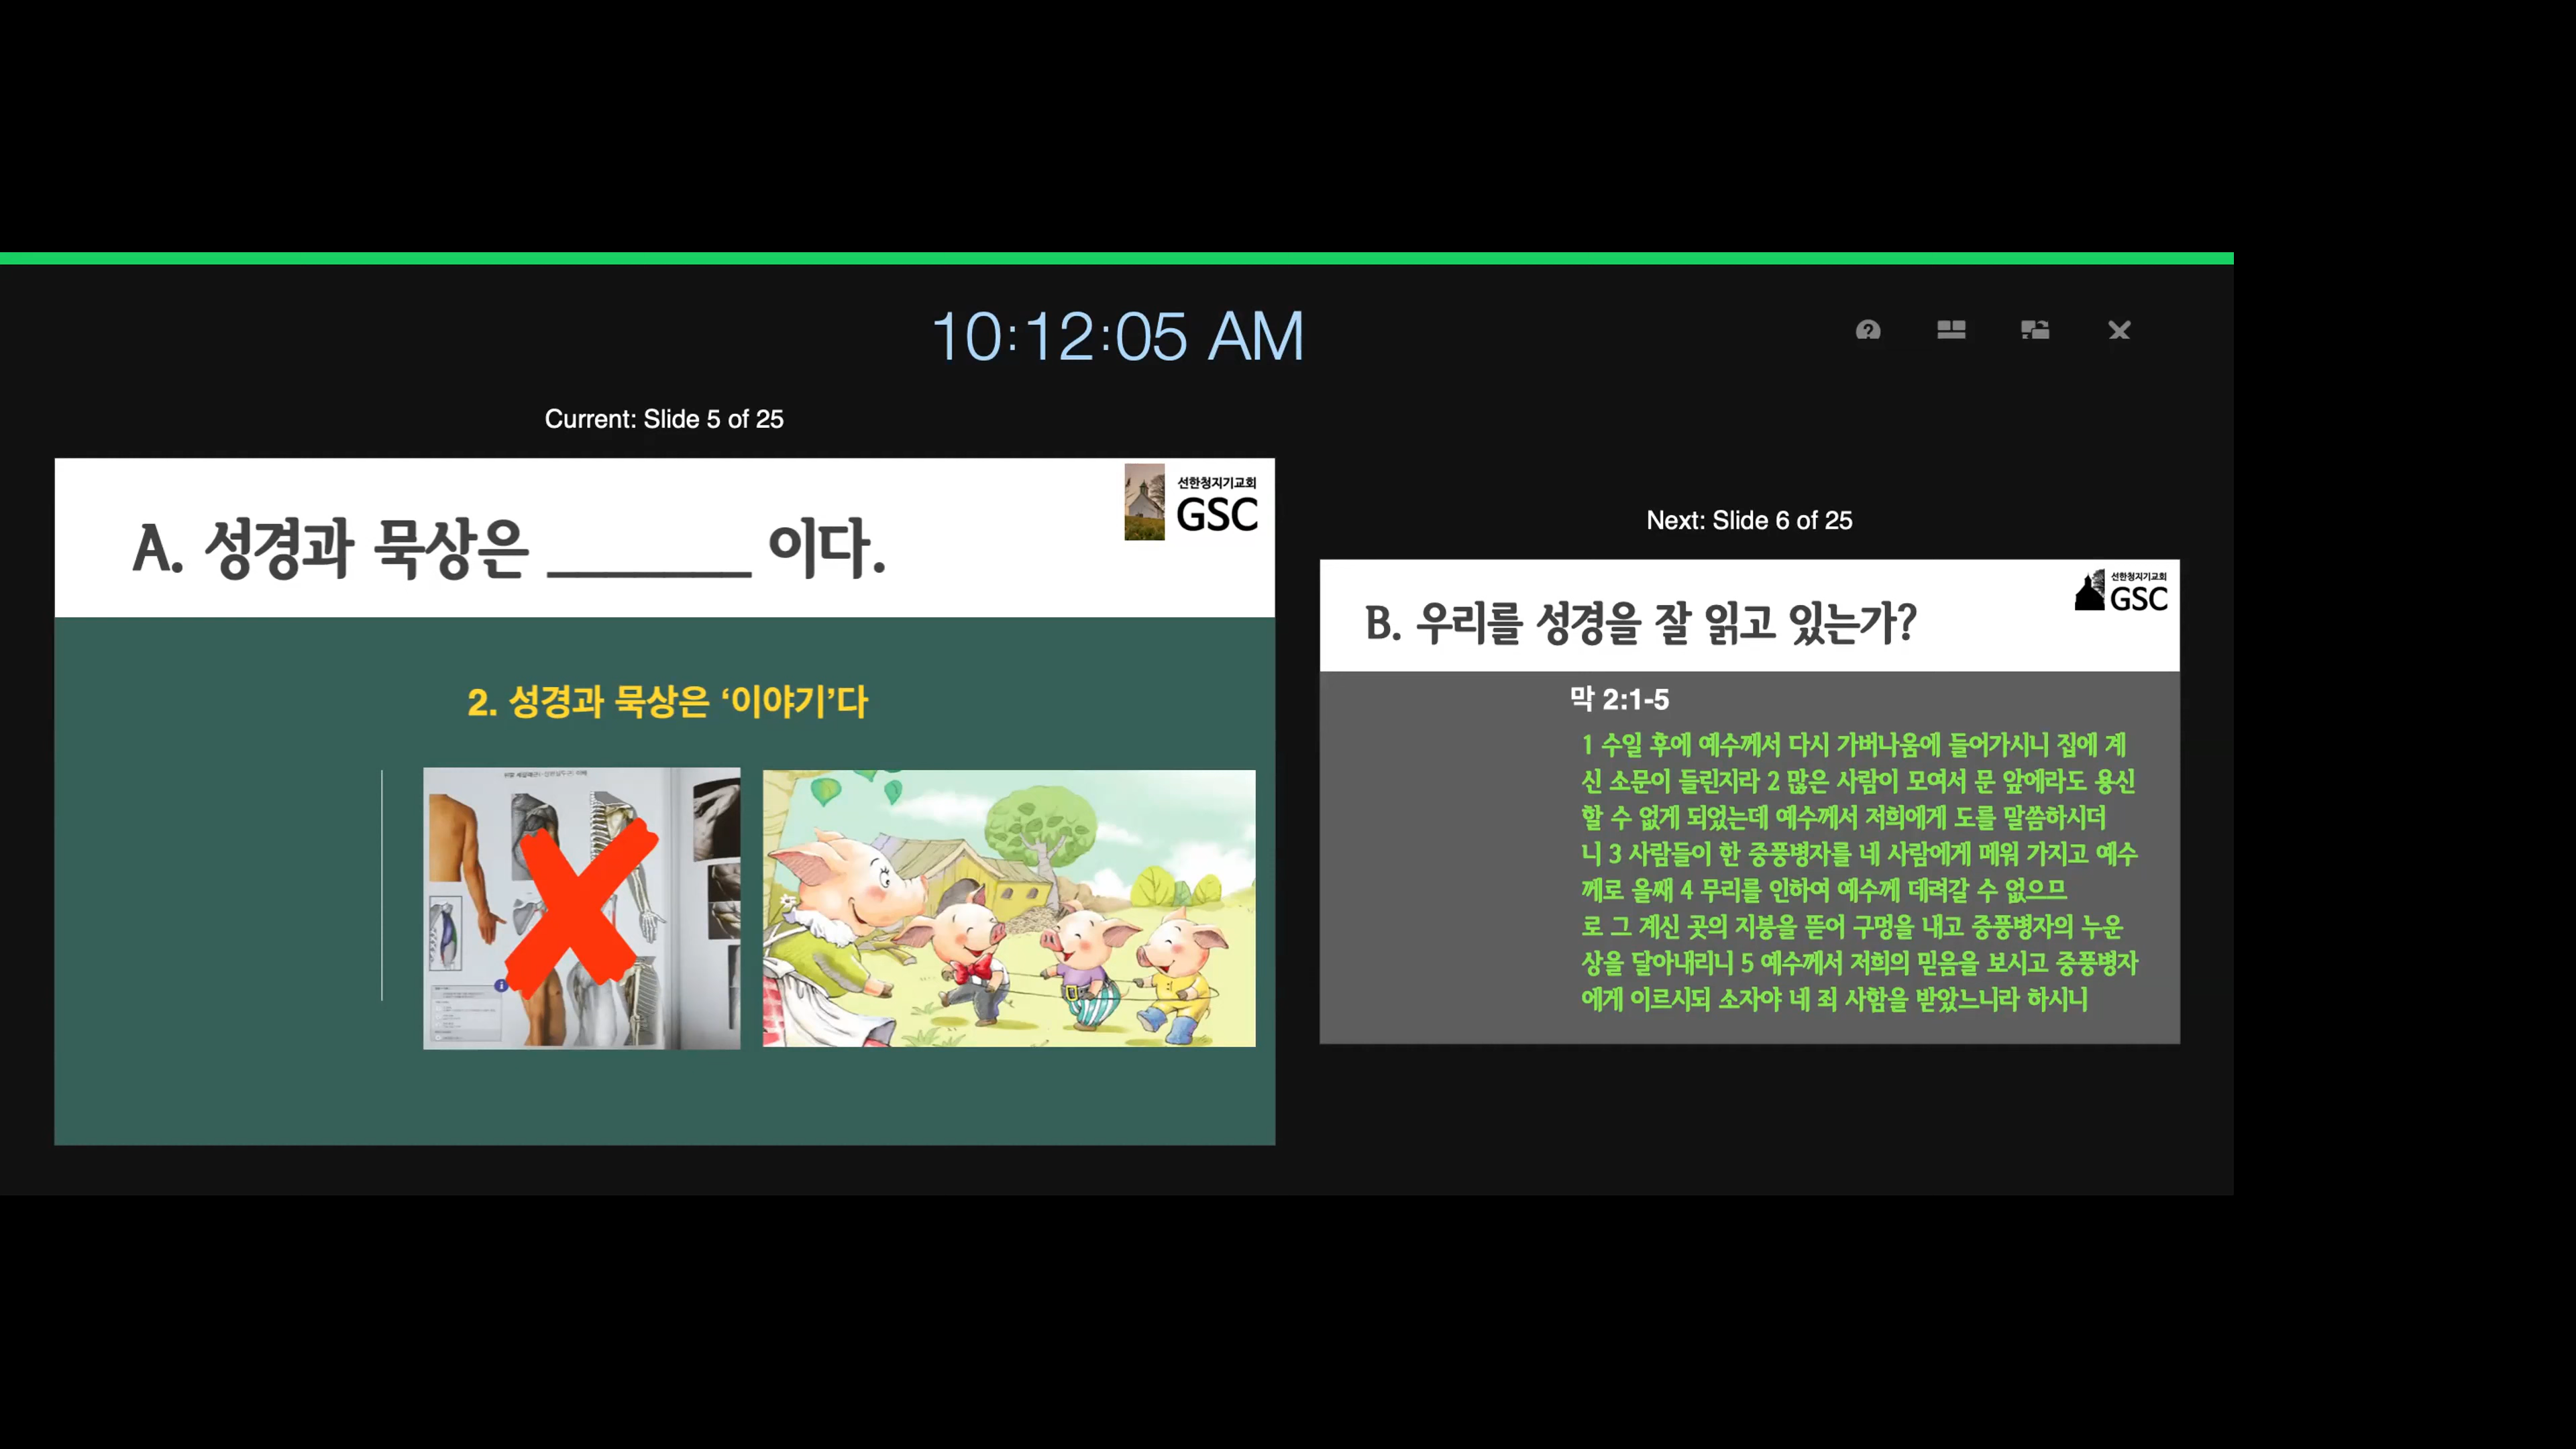 10:12:05 AM
Current: Slide 5 of 25
선한청지기교회
GSC
A. 성경과 묵상은 ________ 이다.
2. 성경과 묵상은 ‘이야기’다
Next: Slide 6 of 25
선한청지기교회
GSC
B. 우리를 성경을 잘 읽고 있는가?
막 2:1-5
1 수일 후에 예수께서 다시 가버나움에 들어가시니 집에 계
신 소문이 들린지라 2 많은 사람이 모여서 문 앞에라도 용신
할 수 없게 되었는데 예수께서 저희에게 도를 말씀하시더
니 3 사람들이 한 중풍병자를 네 사람에게 메워 가지고 예수
께로 올쌔 4 무리를 인하여 예수께 데려갈 수 없으므
로 그 계신 곳의 지붕을 뜯어 구멍을 내고 중풍병자의 누운
상을 달아내리니 5 예수께서 저희의 믿음을 보시고 중풍병자
에게 이르시되 소자야 네 죄 사함을 받았느니라 하시니